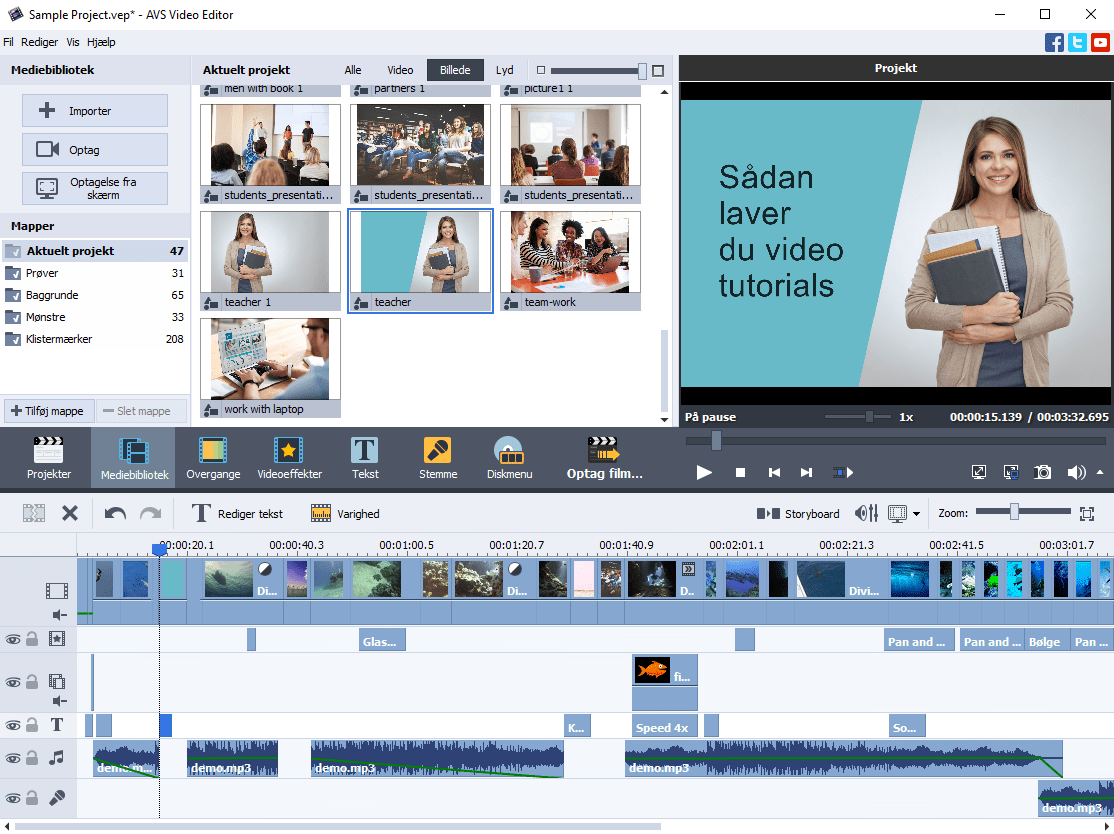 Sample Project.vep* - AVS Video Editor
Fil Rediger Vis Hjælp
Mediebibliotek
Importer
Optag
Optagelse fra
skærm
Mapper
Aktuelt projekt 47
Prøver 31
Baggrunde 65
Mønstre 33
Klistermærker 208
Tilføj mappe Slet mappe
Aktuelt projekt Alle Video Billede Lyd
men with book 1 partners 1 picture1 1
students_presentati... students_presentati... students_presentati...
teacher 1 teacher team-work
work with laptop
Projekt
Sådan
laver
du video
tutorials
På pause 1x 00:00:15.139 / 00:03:32.695
Projekter Mediebibliotek Overgange Videoeffekter Tekst Stemme Diskmenu Optag film...
Rediger tekst Varighed Storyboard Zoom:
00:00:20.1 00:00:40.3 00:01:00.5 00:01:20.7 00:01:40.9 00:02:01.1 00:02:21.3 00:02:41.5 00:03:01.7
Di... Di... D.. Divi...
Glas... Pan and ... Pan and ... Bølge Pan ...
fi...
T K... Speed 4x So...
demo.m... demo.mp3 demo.mp3 demo.mp3
demo.mp3